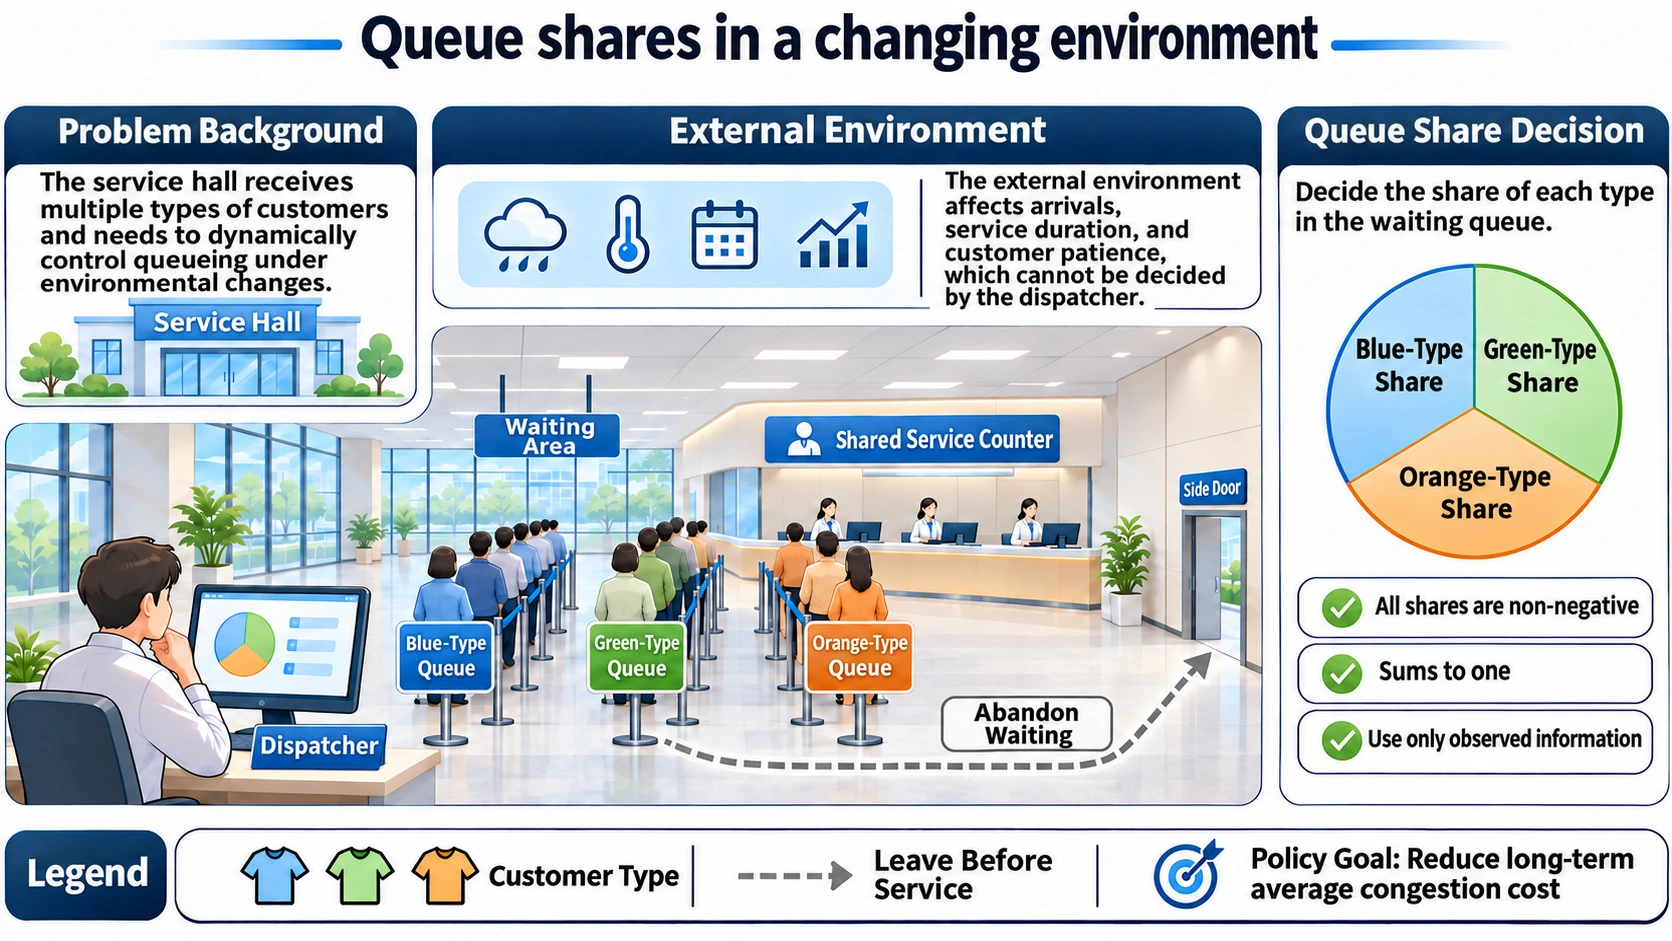 Queue shares in a changing environment
Problem Background
The service hall receives
multiple types of customers
and needs to dynamically
control queueing under
environmental changes.
Service Hall
External Environment
The external environment
affects arrivals,
service duration, and
customer patience,
which cannot be decided
by the dispatcher.
Waiting
Area
Shared Service Counter
Side Door
Blue-Type
Queue
Green-Type
Queue
Orange-Type
Queue
Abandon
Waiting
Dispatcher
Queue Share Decision
Decide the share of each type
in the waiting queue.
Blue-Type
Share
Green-Type
Share
Orange-Type
Share
All shares are non-negative
Sums to one
Use only observed information
Legend
Customer Type
Leave Before
Service
Policy Goal: Reduce long-term
average congestion cost